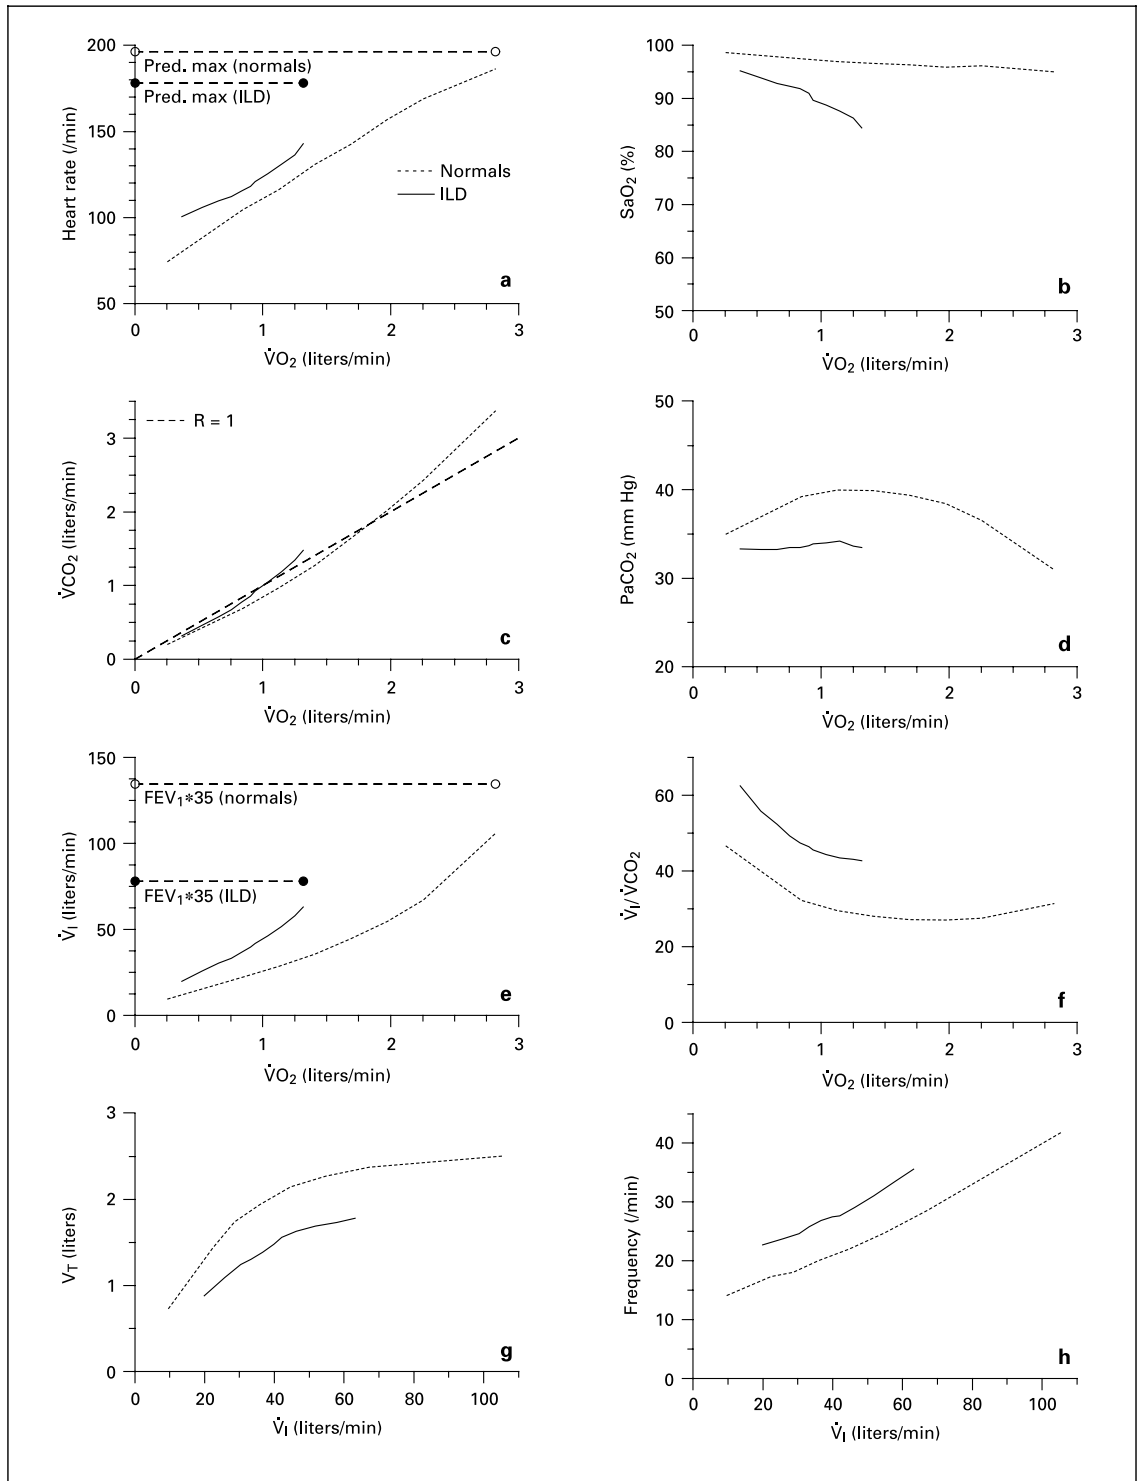 200
150
100
50
Heart rate (/min)
Pred. max (normals)
Pred. max (ILD)
Normals
ILD
a
0 1 2 3
V̇O₂ (liters/min)
100
90
80
70
60
50
SaO₂ (%)
b
0 1 2 3
V̇O₂ (liters/min)
3
2
1
0
V̇CO₂ (liters/min)
R = 1
c
0 1 2 3
V̇O₂ (liters/min)
50
40
30
20
PaCO₂ (mm Hg)
d
0 1 2 3
V̇O₂ (liters/min)
150
100
50
0
V̇I (liters/min)
FEV₁*35 (normals)
FEV₁*35 (ILD)
e
0 1 2 3
V̇O₂ (liters/min)
60
40
20
0
V̇I/V̇CO₂
f
0 1 2 3
V̇O₂ (liters/min)
3
2
1
0
VT (liters)
g
0 20 40 60 80 100
V̇I (liters/min)
40
30
20
10
0
Frequency (/min)
h
0 20 40 60 80 100
V̇I (liters/min)